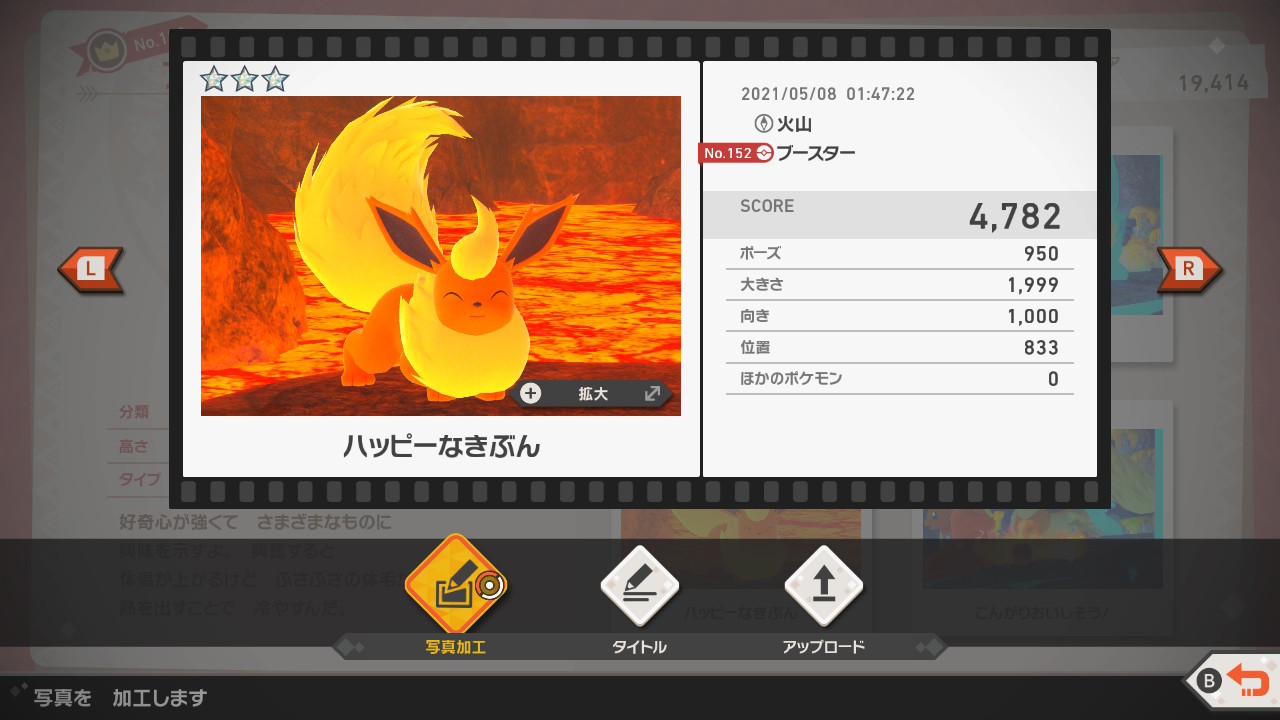 No.1
19,414
2021/05/08 01:47:22
火山
No.152 ブースター
SCORE 4,782
ポーズ 950
大きさ 1,999
向き 1,000
位置 833
ほかのポケモン 0
L
R
拡大
ハッピーなきぶん
分類
高さ
タイプ
好奇心が強くて さまざまなものに
興味を示すよ。 興奮すると
体温が上がるけど ふさふさの体毛か
熱を出すことで 冷やすんだ。
ハッピーなきぶん
こんがりおいしそう!
写真加工
タイトル
アップロード
写真を 加工します
B